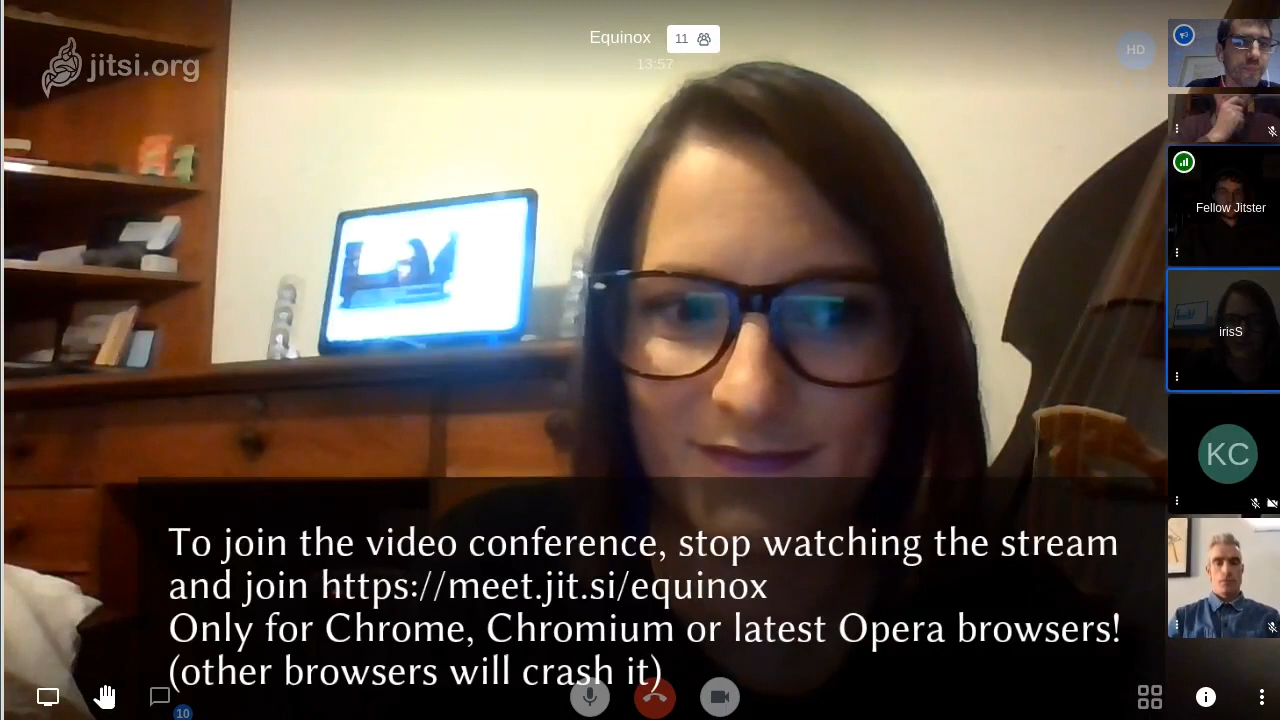 jitsi.org
Equinox 11
13:57
HD
Fellow Jitster
irisS
KC
To join the video conference, stop watching the stream
and join https://meet.jit.si/equinox
Only for Chrome, Chromium or latest Opera browsers!
(other browsers will crash it)
10